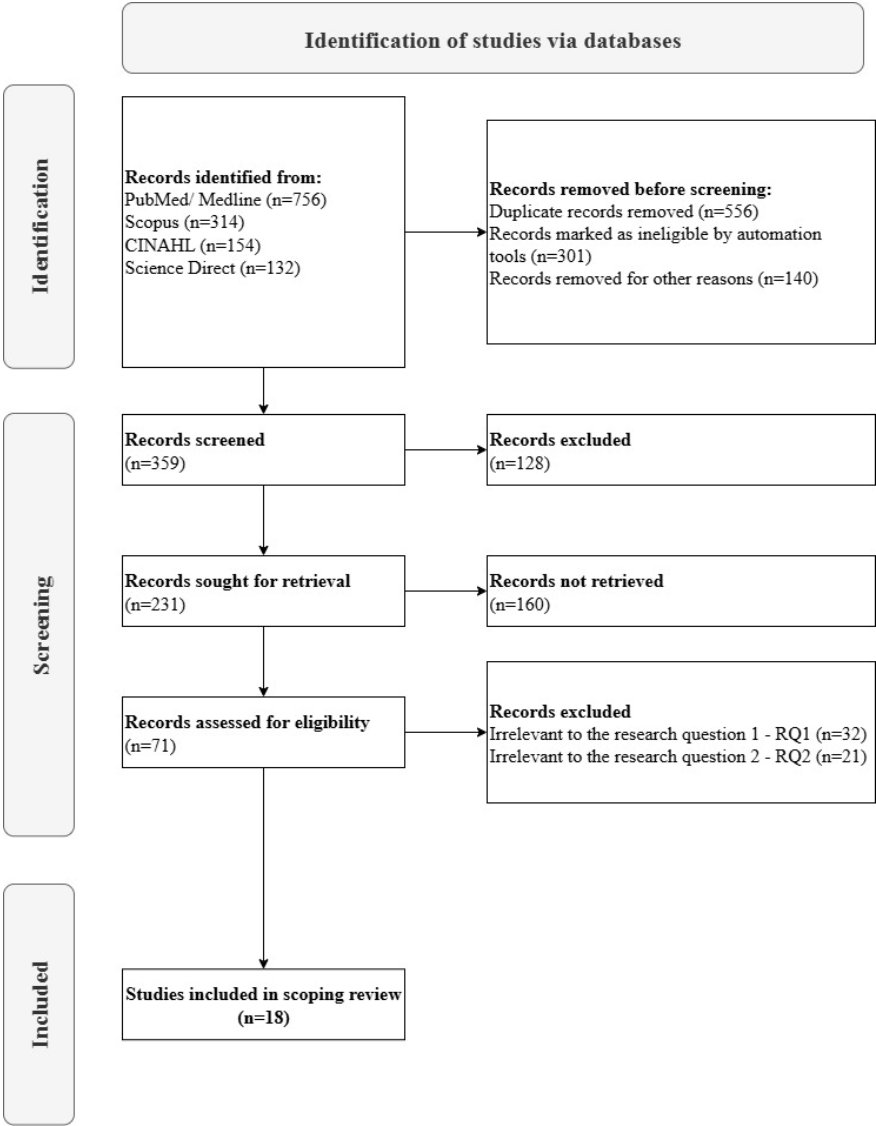 Identification of studies via databases
Identification
Records identified from:
PubMed/ Medline (n=756)
Scopus (n=314)
CINAHL (n=154)
Science Direct (n=132)
Records removed before screening:
Duplicate records removed (n=556)
Records marked as ineligible by automation
tools (n=301)
Records removed for other reasons (n=140)
Screening
Records screened
(n=359)
Records excluded
(n=128)
Records sought for retrieval
(n=231)
Records not retrieved
(n=160)
Records assessed for eligibility
(n=71)
Records excluded
Irrelevant to the research question 1 - RQ1 (n=32)
Irrelevant to the research question 2 - RQ2 (n=21)
Included
Studies included in scoping review
(n=18)